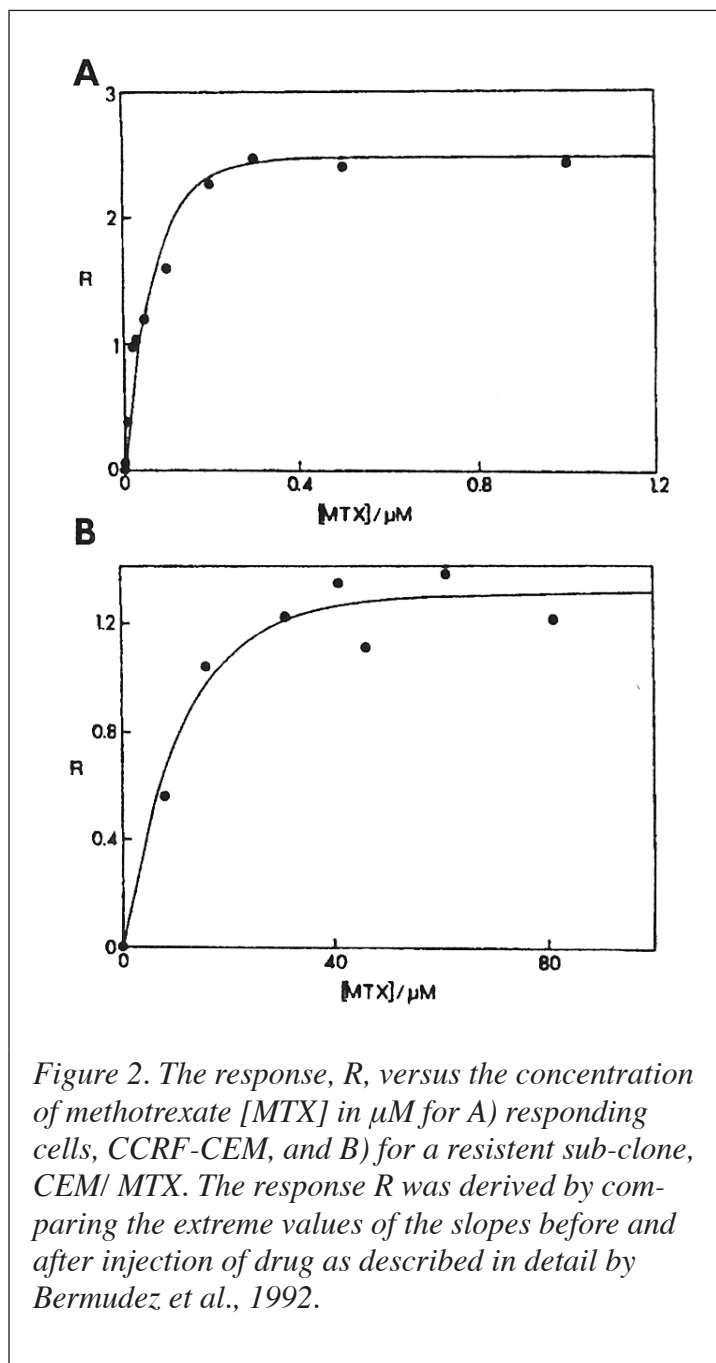 A
3
2
R
1
0
0 0.4 0.8 1.2
[MTX]/μM
B
1.2
0.8
R
0.4
0
0 40 80
[MTX]/μM
Figure 2. The response, R, versus the concentration
of methotrexate [MTX] in μM for A) responding
cells, CCRF-CEM, and B) for a resistent sub-clone,
CEM/ MTX. The response R was derived by com-
paring the extreme values of the slopes before and
after injection of drug as described in detail by
Bermudez et al., 1992.